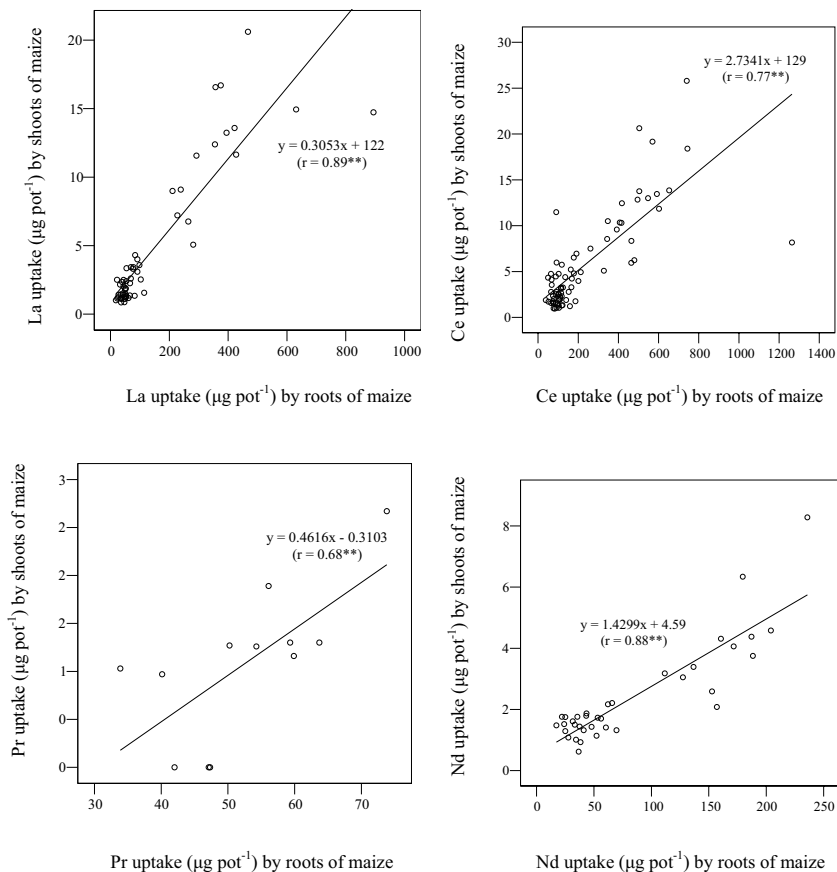 La uptake (µg pot-1) by shoots of maize
20
15
10
5
0
y = 0.3053x + 122
(r = 0.89**)
0 200 400 600 800 1000
La uptake (µg pot-1) by roots of maize
Ce uptake (µg pot-1) by shoots of maize
30
25
20
15
10
5
0
y = 2.7341x + 129
(r = 0.77**)
0 200 400 600 800 1000 1200 1400
Ce uptake (µg pot-1) by roots of maize
Pr uptake (µg pot-1) by shoots of maize
3
2
2
2
1
0
0
y = 0.4616x - 0.3103
(r = 0.68**)
30 40 50 60 70
Pr uptake (µg pot-1) by roots of maize
Nd uptake (µg pot-1) by shoots of maize
8
6
4
2
0
y = 1.4299x + 4.59
(r = 0.88**)
0 50 100 150 200 250
Nd uptake (µg pot-1) by roots of maize